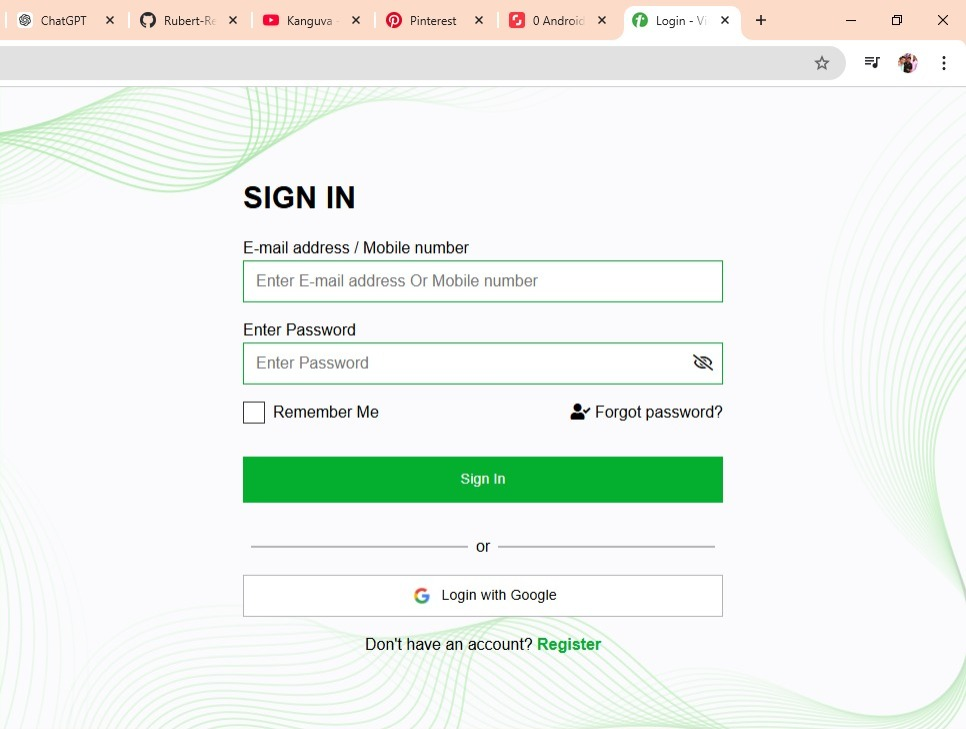 ChatGPT
Rubert-Re
Kanguva -
Pinterest
0 Android
Login - Vi
SIGN IN
E-mail address / Mobile number
Enter E-mail address Or Mobile number
Enter Password
Enter Password
Remember Me
Forgot password?
Sign In
or
Login with Google
Don't have an account? Register